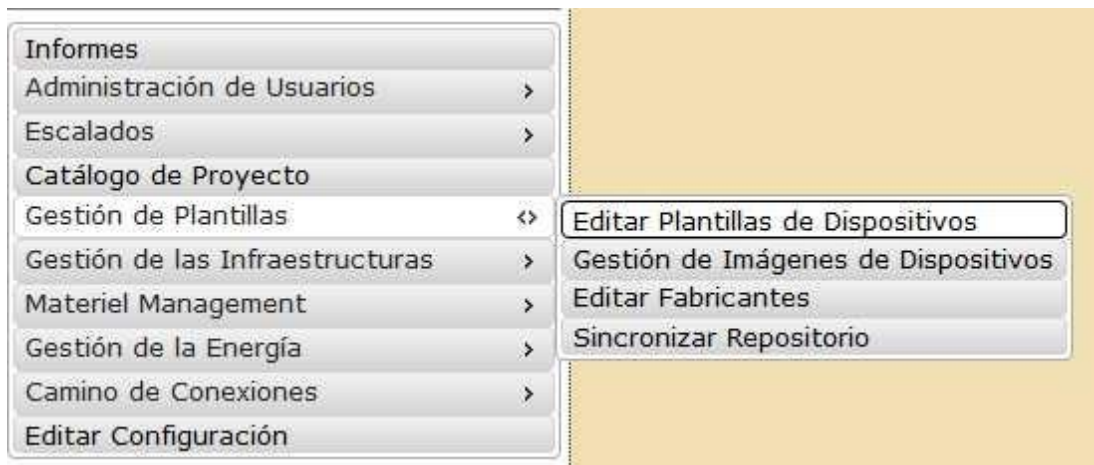 Informes
Administración de Usuarios
Escalados
Catálogo de Proyecto
Gestión de Plantillas
Editar Plantillas de Dispositivos
Gestión de Imágenes de Dispositivos
Editar Fabricantes
Sincronizar Repositorio
Gestión de las Infraestructuras
Materiel Management
Gestión de la Energía
Camino de Conexiones
Editar Configuración